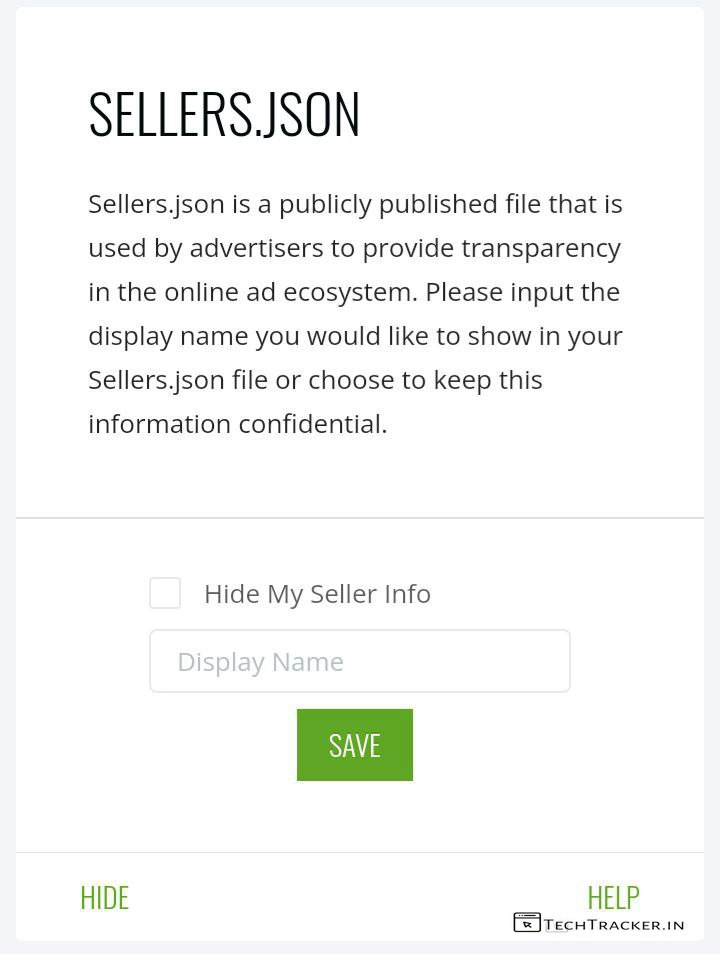 SELLERS.JSON
Sellers.json is a publicly published file that is
used by advertisers to provide transparency
in the online ad ecosystem. Please input the
display name you would like to show in your
Sellers.json file or choose to keep this
information confidential.
Hide My Seller Info
Display Name
SAVE
HIDE
HELP
TECHTRACKER.IN